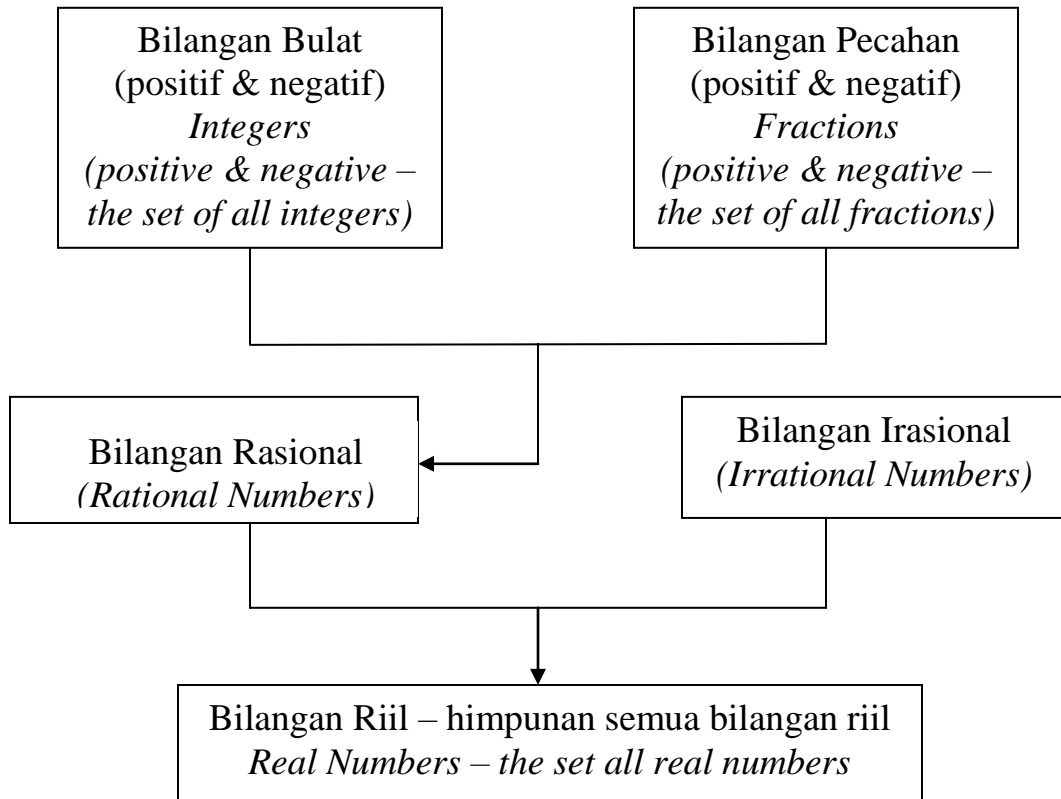 Bilangan Bulat
(positif & negatif)
Integers
(positive & negative –
the set of all integers)
Bilangan Pecahan
(positif & negatif)
Fractions
(positive & negative –
the set of all fractions)
Bilangan Rasional
(Rational Numbers)
Bilangan Irasional
(Irrational Numbers)
Bilangan Riil – himpunan semua bilangan riil
Real Numbers – the set all real numbers